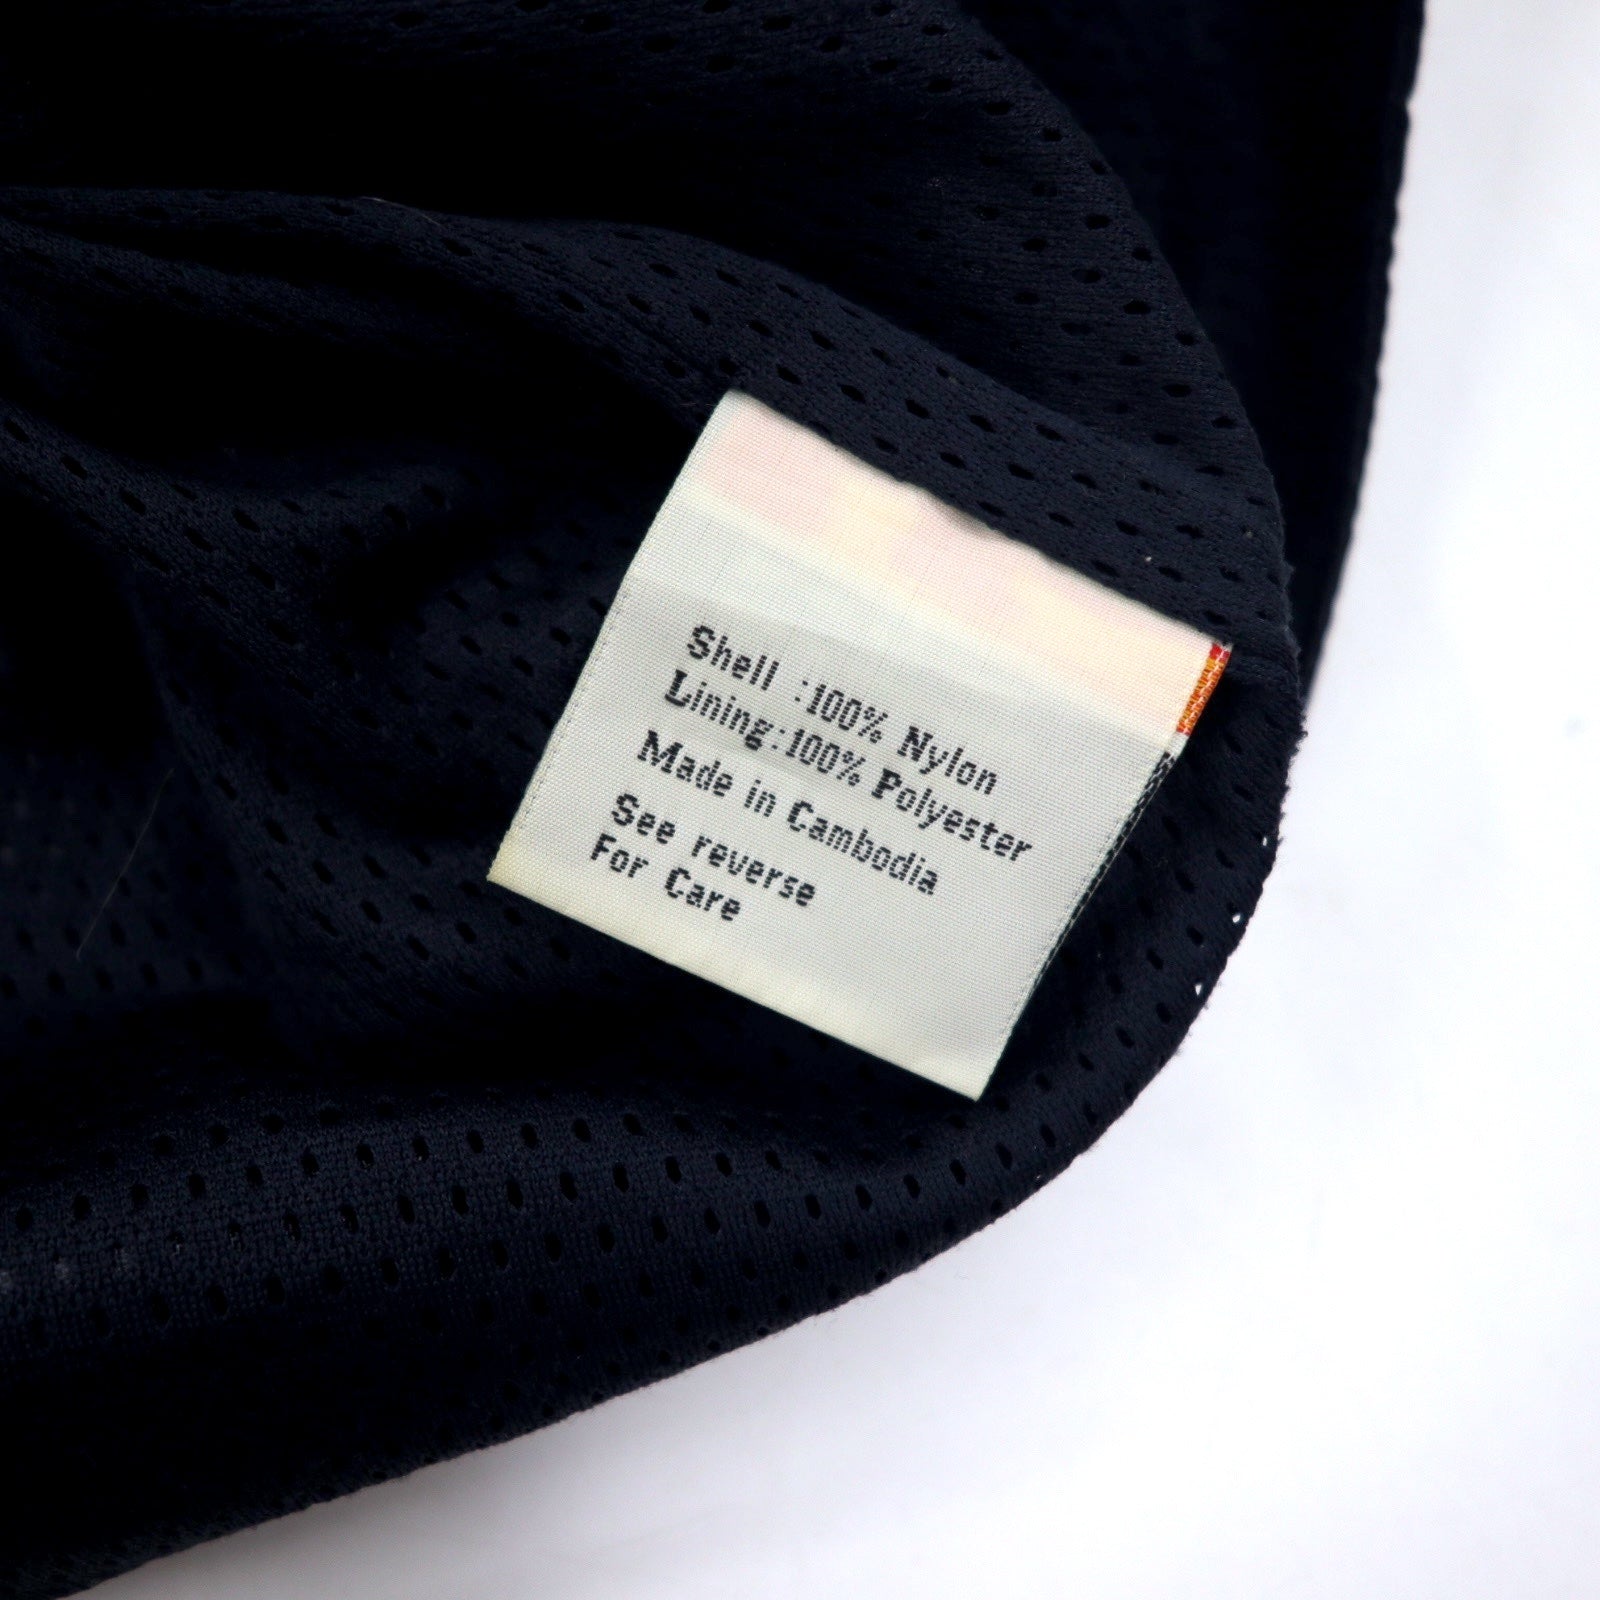 Shell :100% Nylon
Lining:100% Polyester
Made in Cambodia
See reverse
For Care